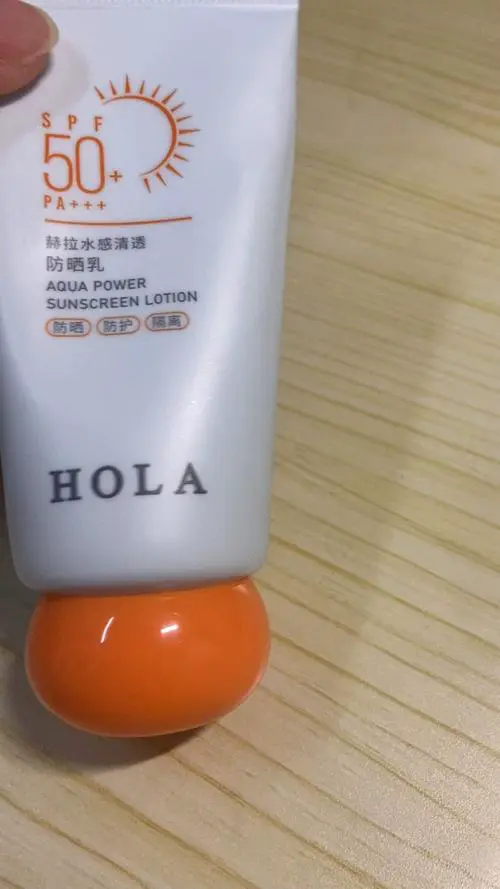 SPF
50+
PA+++
赫拉水感清透
防晒乳
AQUA POWER
SUNSCREEN LOTION
防晒 防护 隔离
HOLA